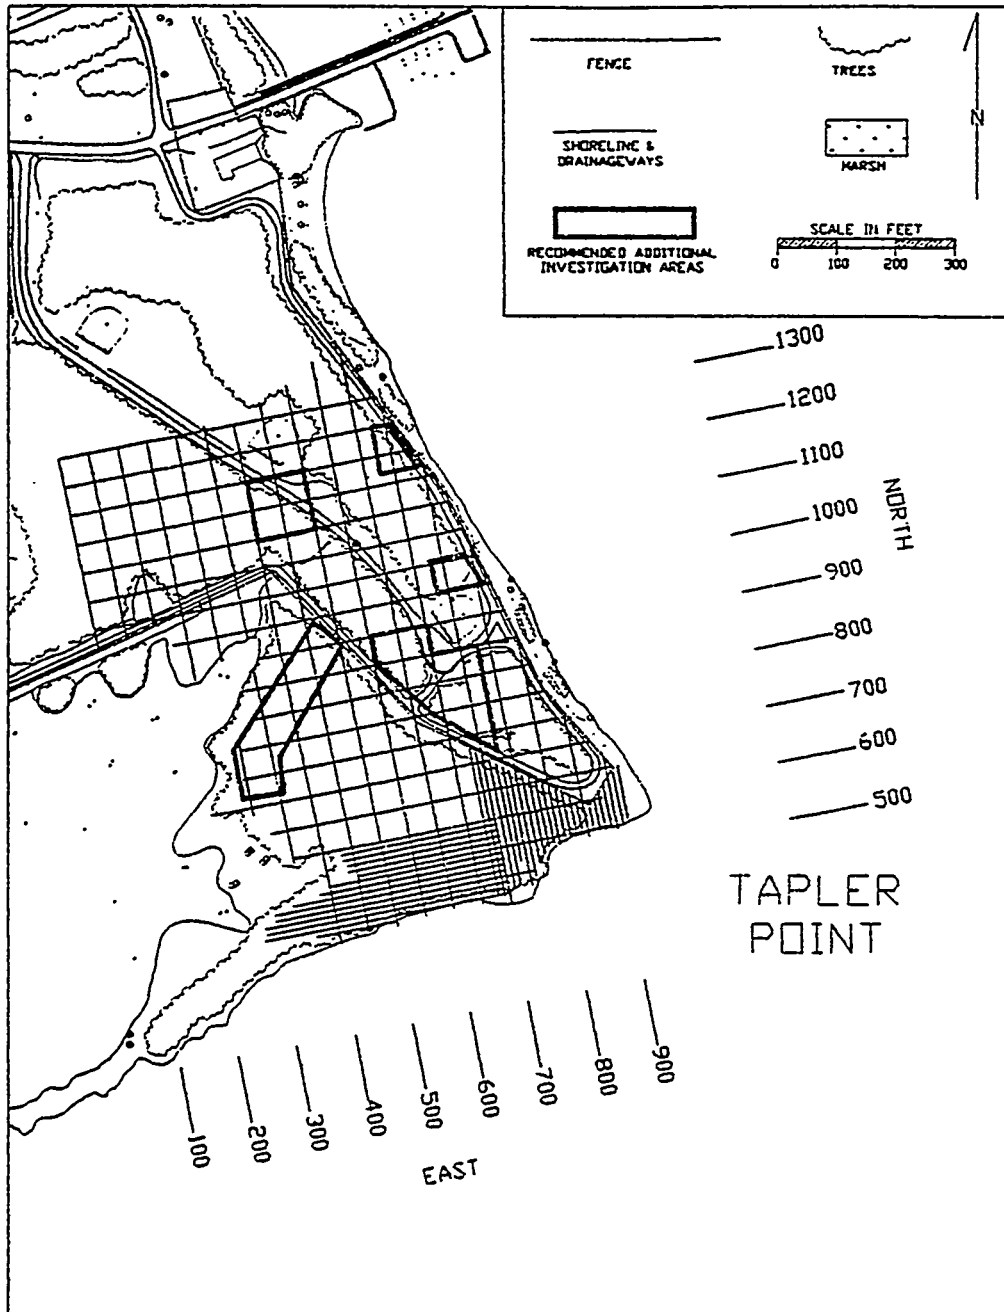 FENCE
TREES
SHORELINE &
DRAINAGEWAYS
MARSH
N
RECOMMENDED ADDITIONAL
INVESTIGATION AREAS
SCALE IN FEET
0 100 200 300
1300
1200
1100
1000
900
800
700
600
500
NORTH
TAPLER
POINT
100
200
300
400
500
600
700
800
900
EAST